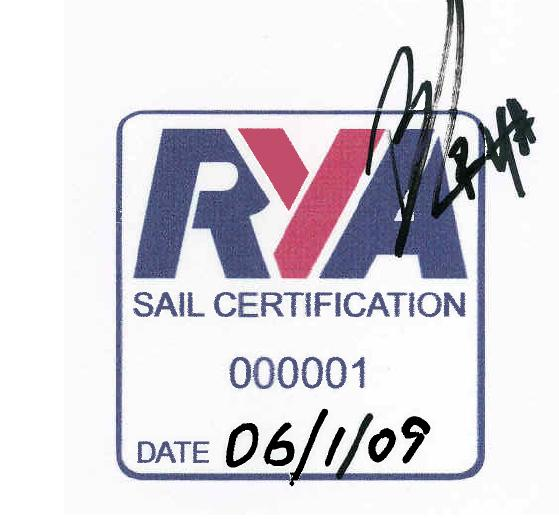 RYA
SAIL CERTIFICATION
000001
DATE 06/1/09